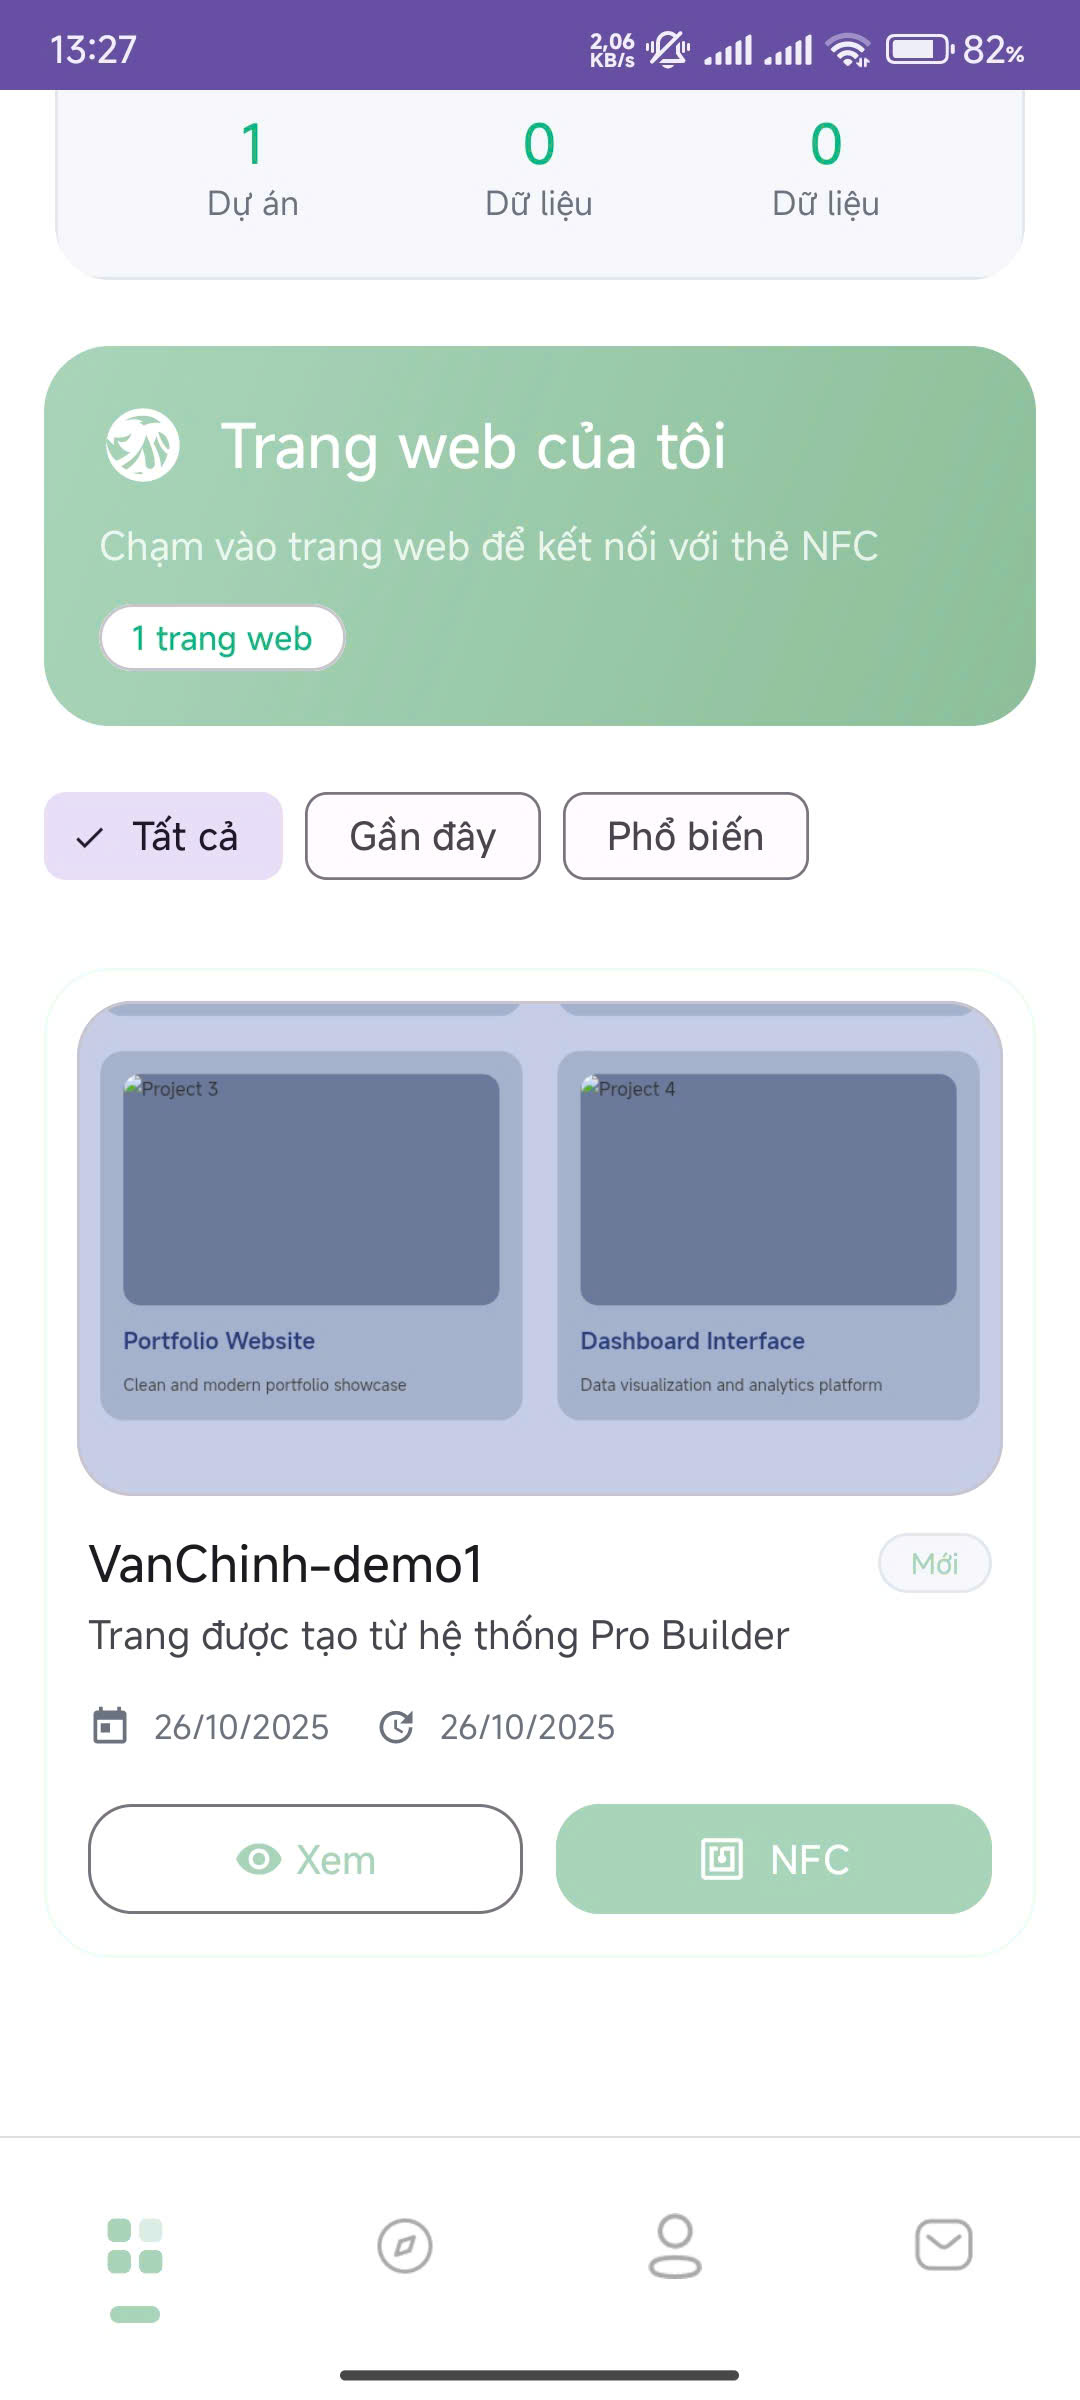 13:27
2,06
KB/s
82%
1
0
0
Dự án
Dữ liệu
Dữ liệu
Trang web của tôi
Chạm vào trang web để kết nối với thẻ NFC
1 trang web
Tất cả
Gần đây
Phổ biến
Project 3
Project 4
Portfolio Website
Dashboard Interface
Clean and modern portfolio showcase
Data visualization and analytics platform
VanChinh-demo1
Mới
Trang được tạo từ hệ thống Pro Builder
26/10/2025
26/10/2025
Xem
NFC